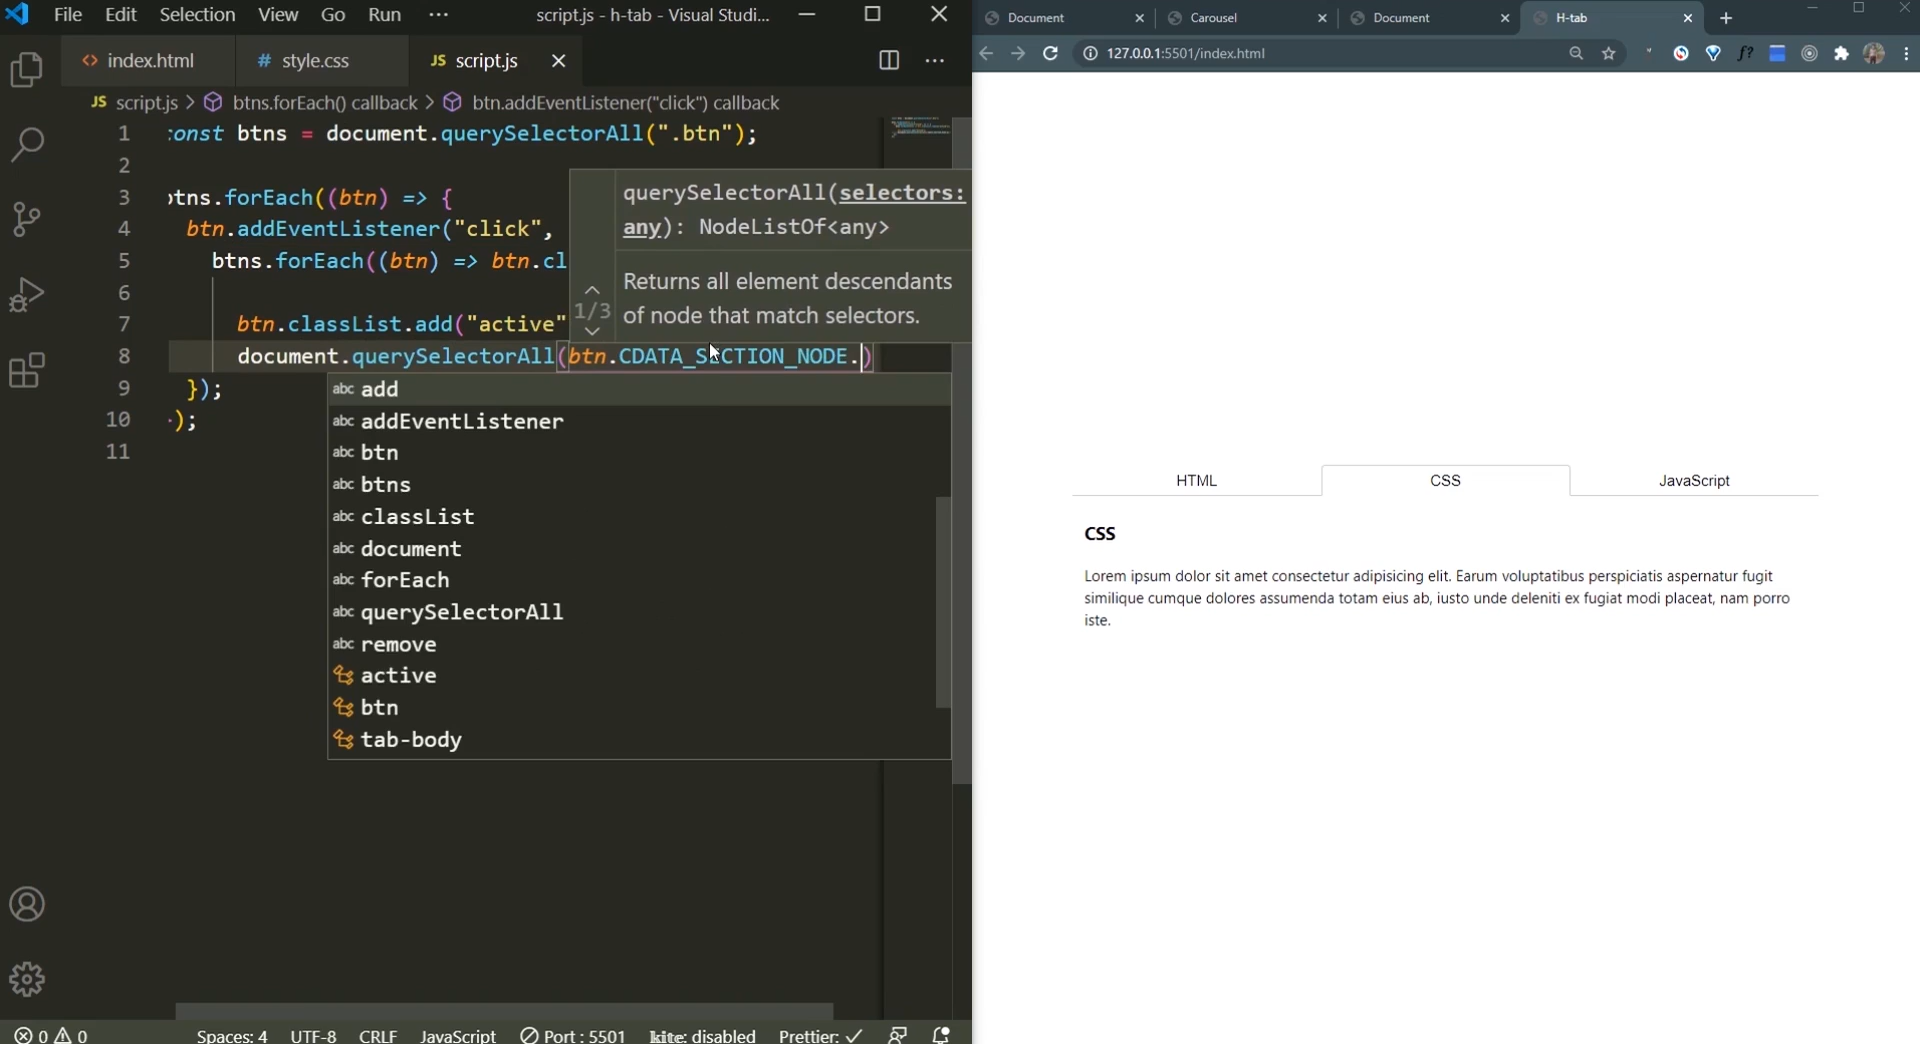 File Edit Selection View Go Run ··· script.js - h-tab - Visual Studi...
index.html # style.css JS script.js
JS script.js > btns.forEach() callback > btn.addEventListener("click") callback
1 const btns = document.querySelectorAll(".btn");
2
3 btns.forEach((btn) => {
4 btn.addEventListener("click",
5 btns.forEach((btn) => btn.cl
6
7 btn.classList.add("active"
8 document.querySelectorAll(btn.CDATA_SECTION_NODE.)
9 });
10 });
11
querySelectorAll(selectors:
any): NodeListOf<any>
1/3
Returns all element descendants
of node that match selectors.
abc add
abc addEventListener
abc btn
abc btns
abc classList
abc document
abc forEach
abc querySelectorAll
abc remove
active
btn
tab-body
0 0 Spaces: 4 UTF-8 CRLF JavaScript Port : 5501 kite: disabled Prettier: ✓
Document Carousel Document H-tab
127.0.0.1:5501/index.html f?
HTML CSS JavaScript
CSS
Lorem ipsum dolor sit amet consectetur adipisicing elit. Earum voluptatibus perspiciatis aspernatur fugit
similique cumque dolores assumenda totam eius ab, iusto unde deleniti ex fugiat modi placeat, nam porro
iste.